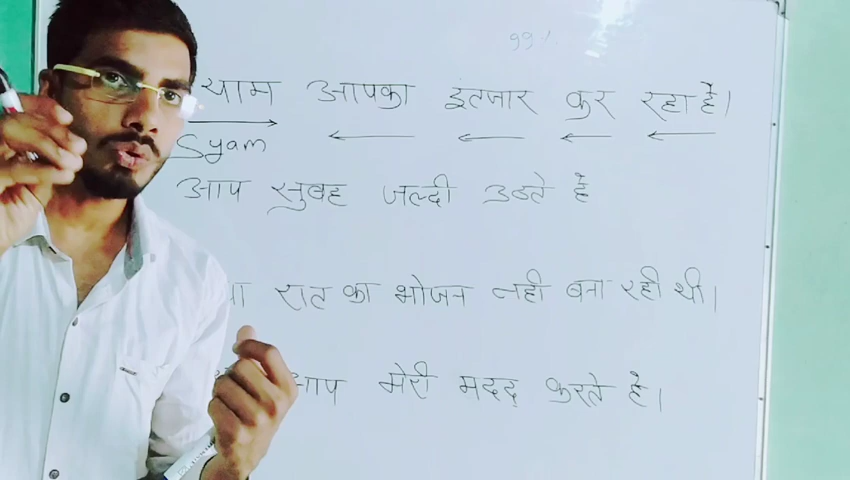 99%
याम आपका इंतजार कर रहा है।
Syam
आप सुबह जल्दी उठते है
रात का भोजन नही बना रही थी।
आप मेरी मदद करते है।